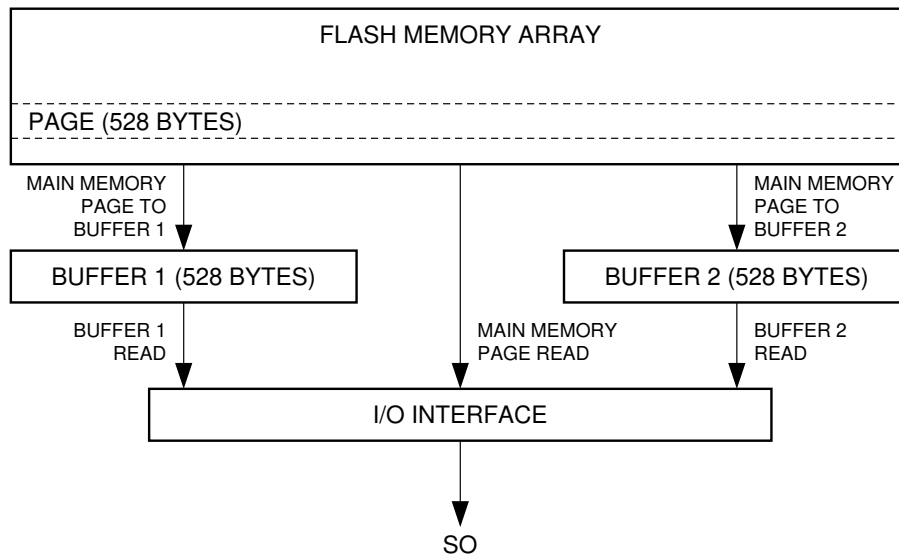 FLASH MEMORY ARRAY
PAGE (528 BYTES)
MAIN MEMORY
PAGE TO
BUFFER 1
MAIN MEMORY
PAGE TO
BUFFER 2
BUFFER 1 (528 BYTES)
BUFFER 2 (528 BYTES)
BUFFER 1
READ
MAIN MEMORY
PAGE READ
BUFFER 2
READ
I/O INTERFACE
SO